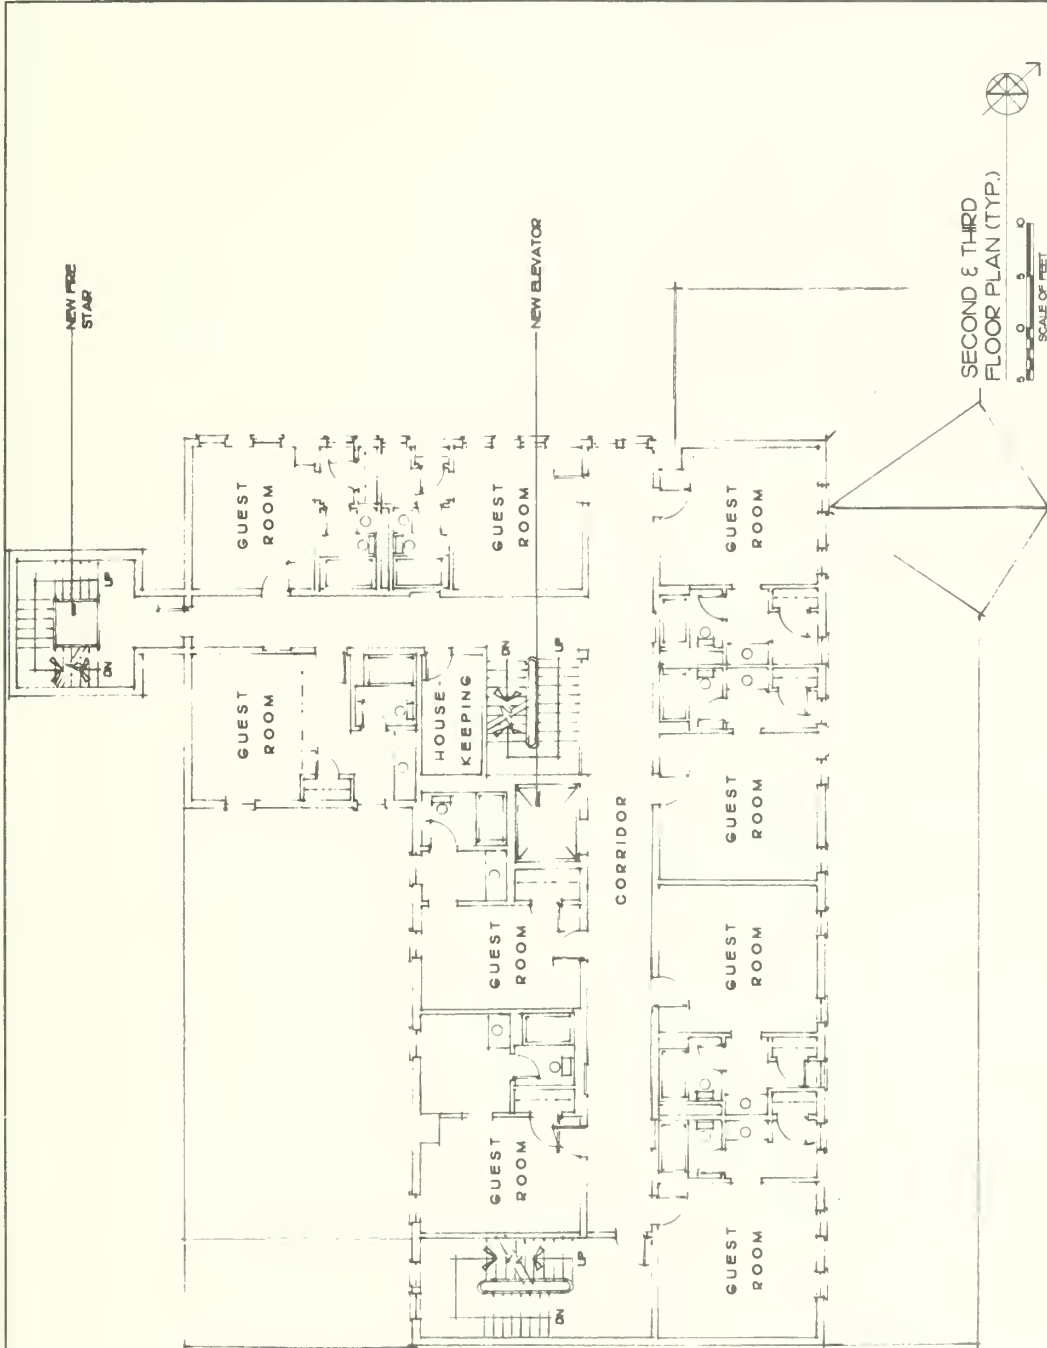 NEW FIRE
STAIR
NEW ELEVATOR
SECOND & THIRD
FLOOR PLAN (TYP.)
5 0 5 10
SCALE OF FEET
UP
DN
GUEST
ROOM
GUEST
ROOM
GUEST
ROOM
GUEST
ROOM
HOUSE-
KEEPING
DN
UP
CORRIDOR
GUEST
ROOM
GUEST
ROOM
GUEST
ROOM
GUEST
ROOM
GUEST
ROOM
UP
DN